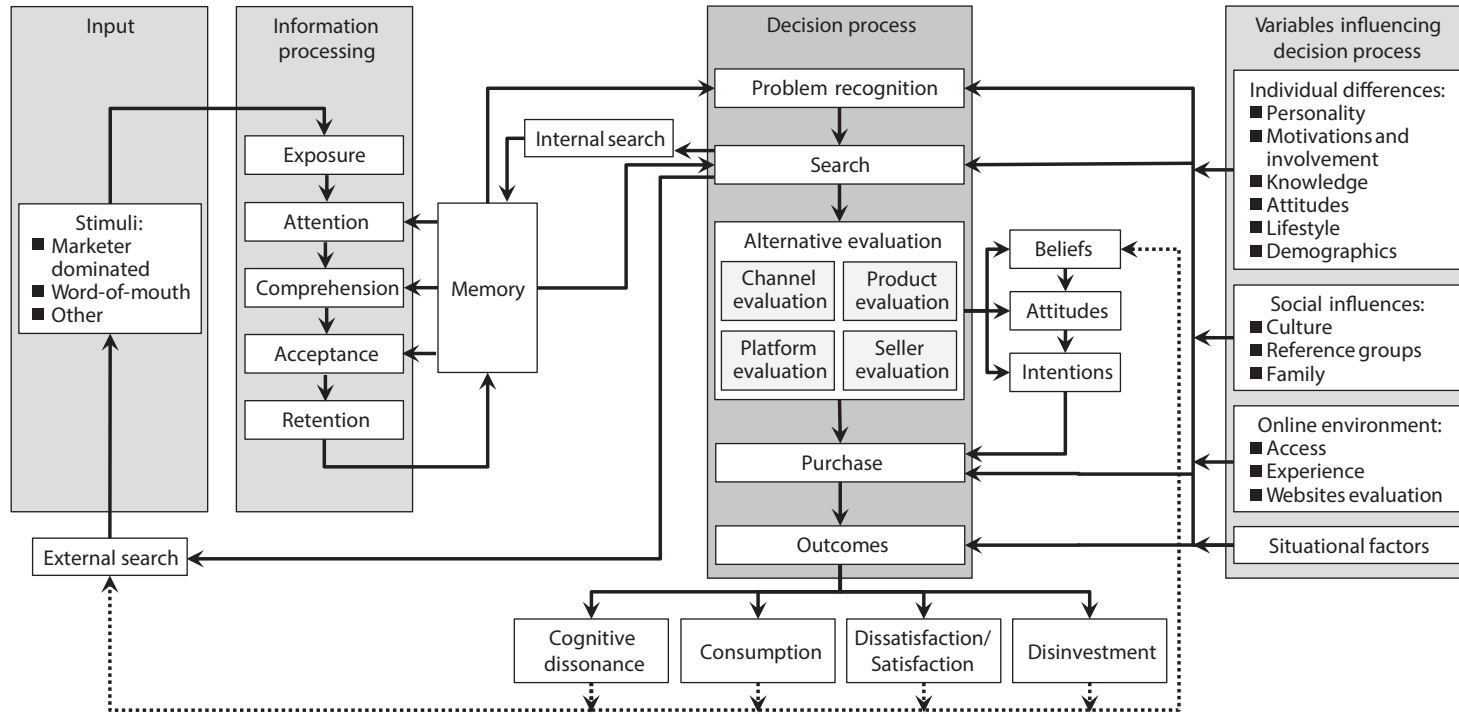 Input
Stimuli:
■ Marketer
dominated
■ Word-of-mouth
■ Other
External search
Information
processing
Exposure
Attention
Comprehension
Acceptance
Retention
Internal search
Memory
Decision process
Problem recognition
Search
Alternative evaluation
Channel
evaluation
Product
evaluation
Platform
evaluation
Seller
evaluation
Purchase
Outcomes
Beliefs
Attitudes
Intentions
Cognitive
dissonance
Consumption
Dissatisfaction/
Satisfaction
Disinvestment
Variables influencing
decision process
Individual differences:
■ Personality
■ Motivations and
involvement
■ Knowledge
■ Attitudes
■ Lifestyle
■ Demographics
Social influences:
■ Culture
■ Reference groups
■ Family
Online environment:
■ Access
■ Experience
■ Websites evaluation
Situational factors